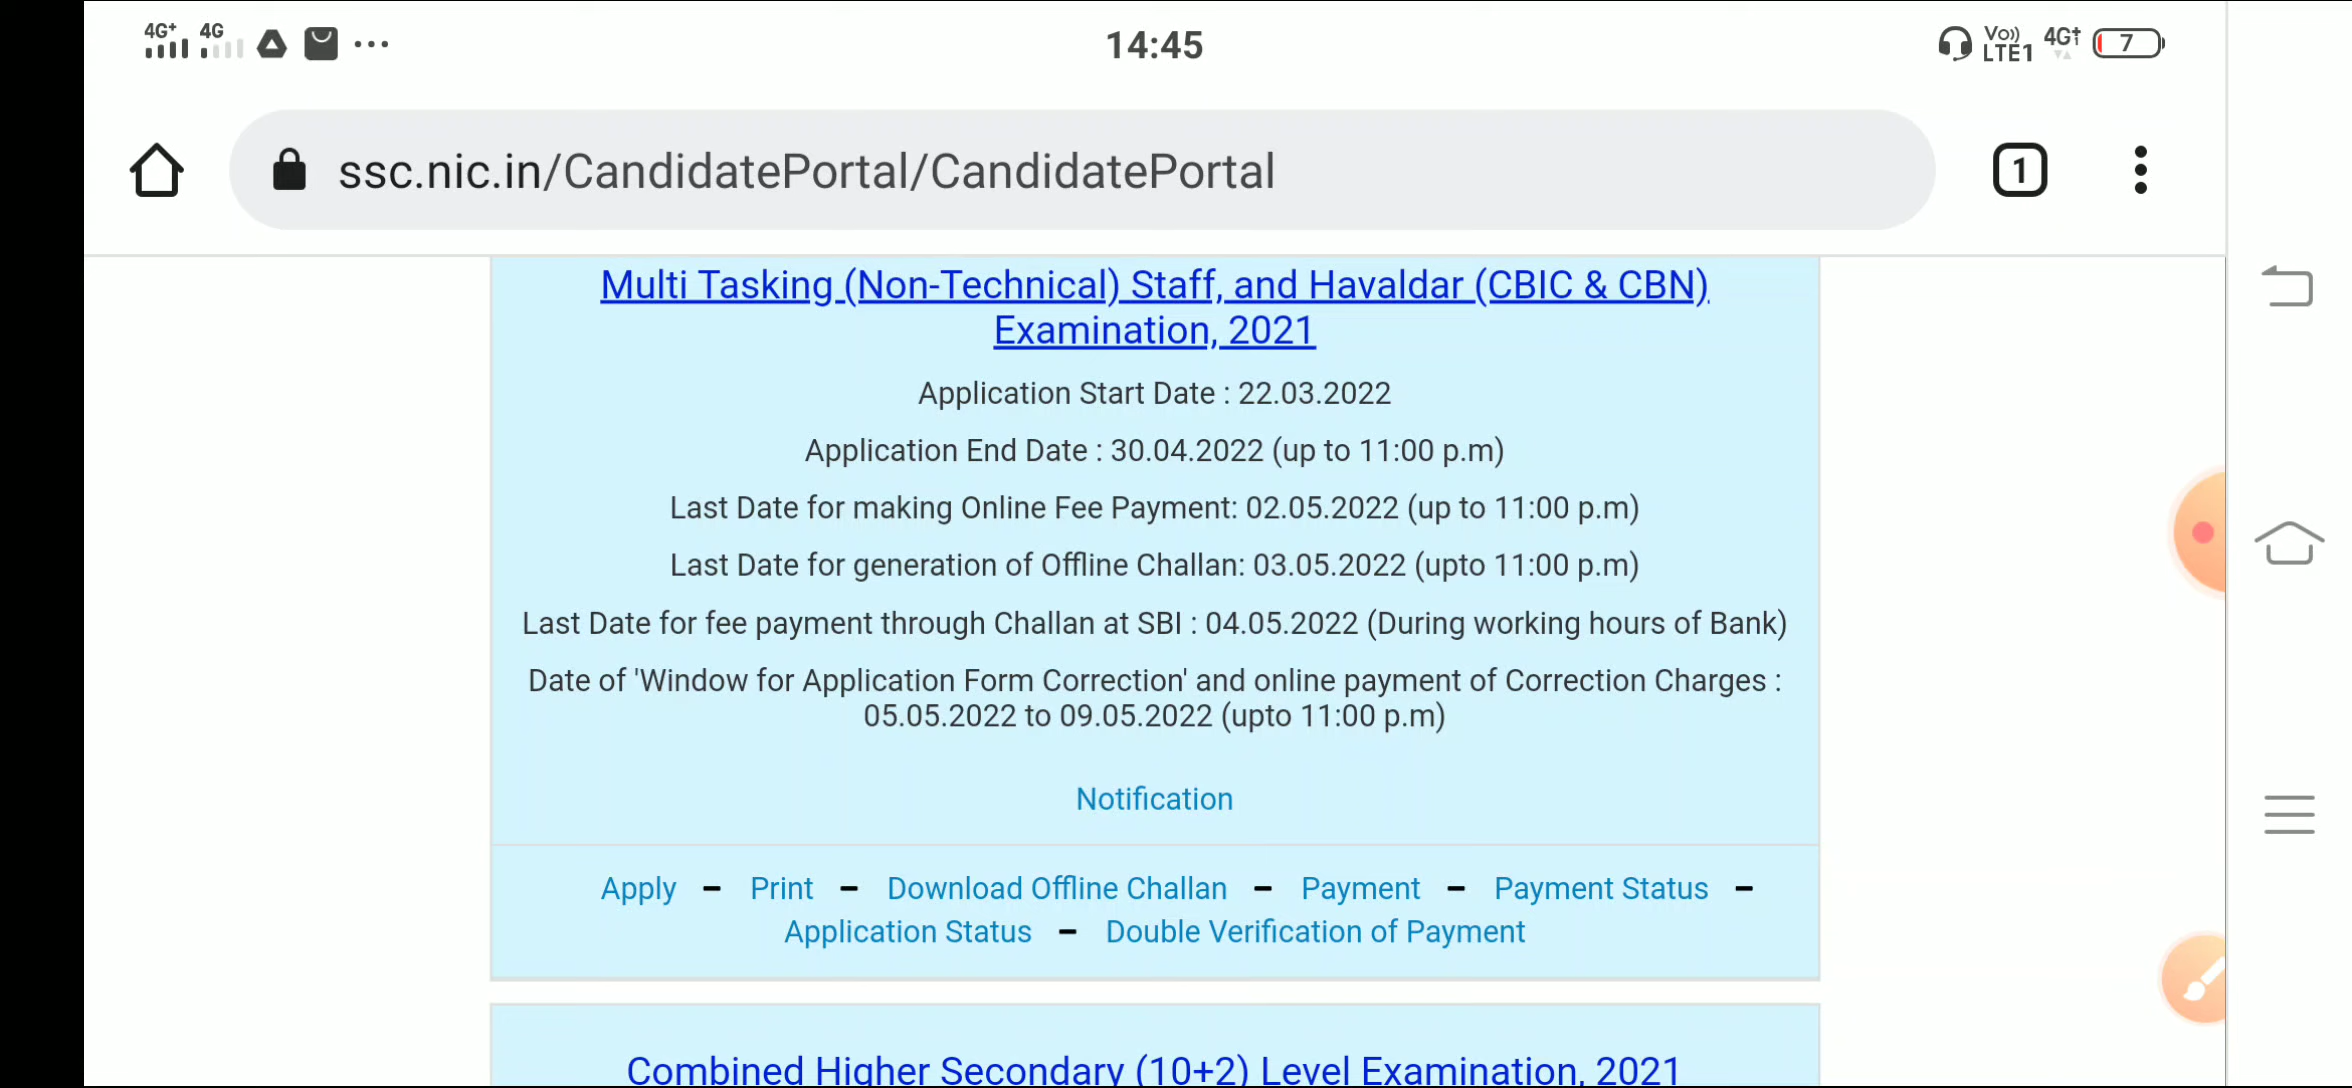 4G+ 4G 14:45 Vo)) LTE1 4G+ 7
ssc.nic.in/CandidatePortal/CandidatePortal 1
Multi Tasking (Non-Technical) Staff, and Havaldar (CBIC & CBN)
Examination, 2021
Application Start Date : 22.03.2022
Application End Date : 30.04.2022 (up to 11:00 p.m)
Last Date for making Online Fee Payment: 02.05.2022 (up to 11:00 p.m)
Last Date for generation of Offline Challan: 03.05.2022 (upto 11:00 p.m)
Last Date for fee payment through Challan at SBI : 04.05.2022 (During working hours of Bank)
Date of 'Window for Application Form Correction' and online payment of Correction Charges :
05.05.2022 to 09.05.2022 (upto 11:00 p.m)
Notification
Apply – Print – Download Offline Challan – Payment – Payment Status –
Application Status – Double Verification of Payment
Combined Higher Secondary (10+2) Level Examination, 2021